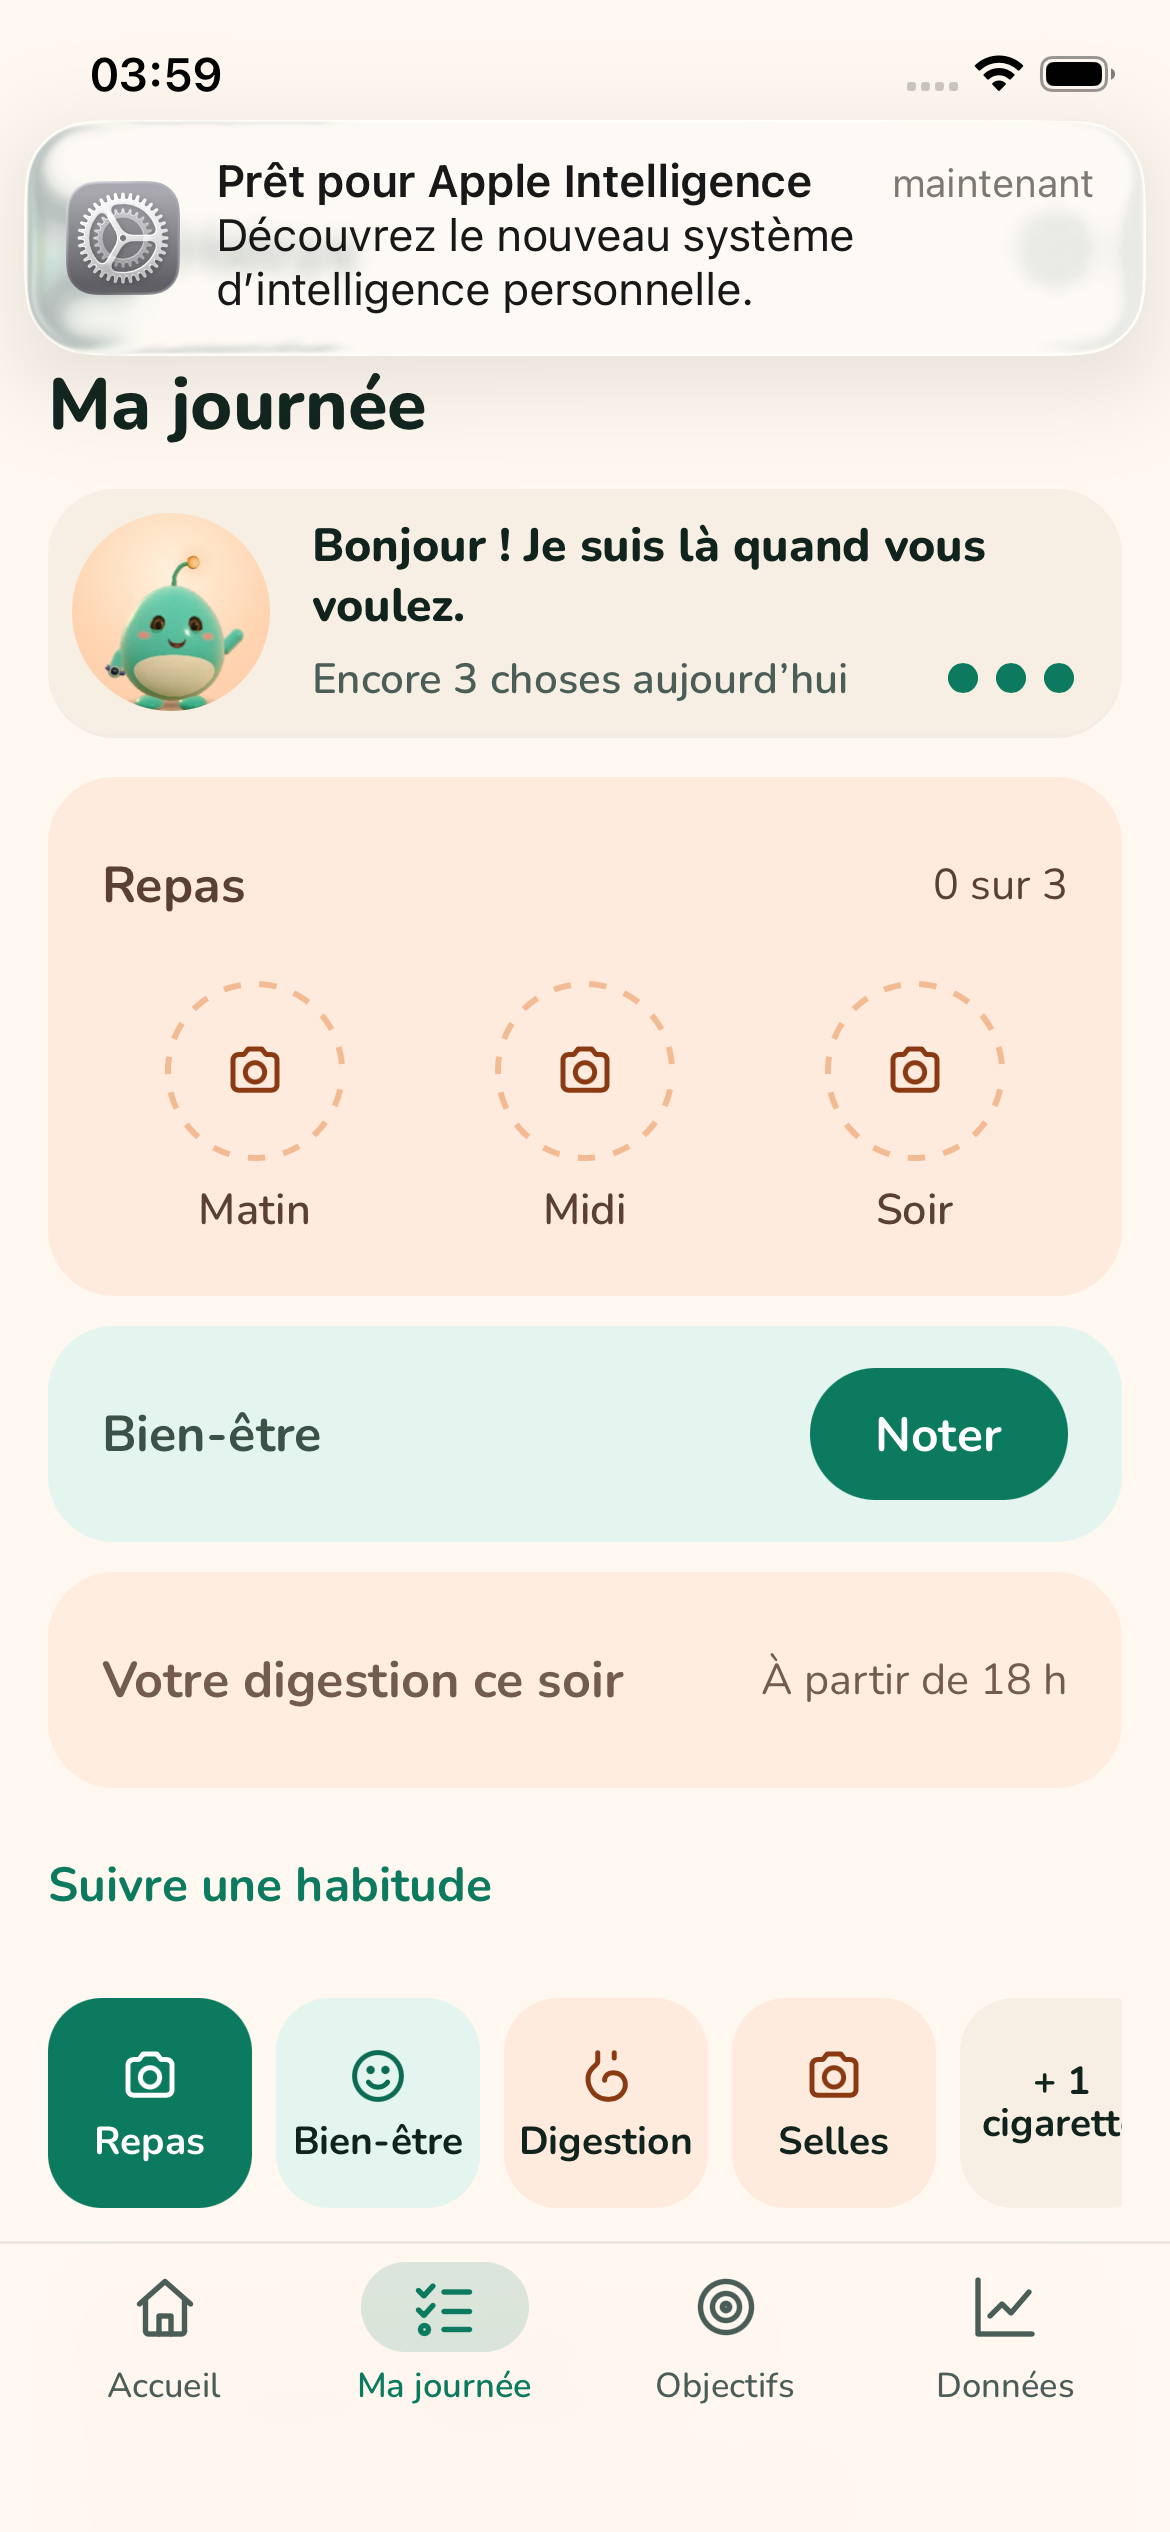 03:59
Prêt pour Apple Intelligence
maintenant
Découvrez le nouveau système
d’intelligence personnelle.
Ma journée
Bonjour ! Je suis là quand vous
voulez.
Encore 3 choses aujourd’hui
Repas
0 sur 3
Matin
Midi
Soir
Bien-être
Noter
Votre digestion ce soir
À partir de 18 h
Suivre une habitude
Repas
Bien-être
Digestion
Selles
+ 1
cigarett
Accueil
Ma journée
Objectifs
Données